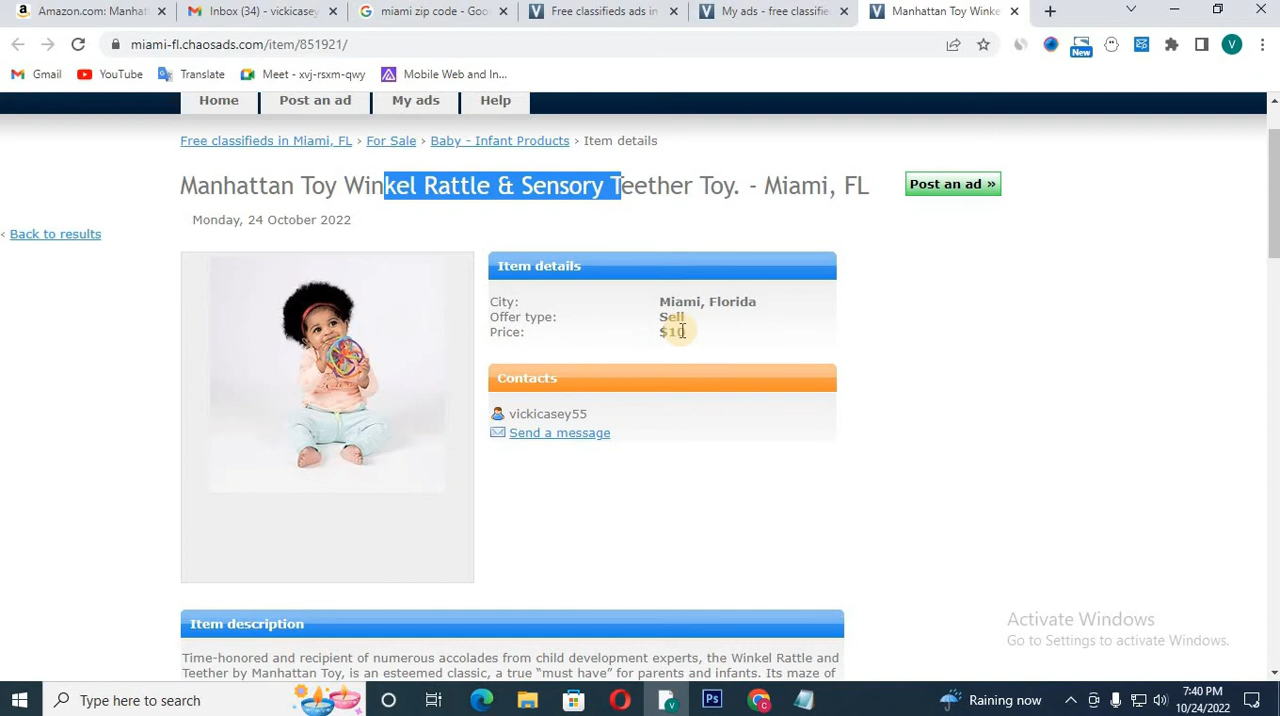 Amazon.com: Manhatt
Inbox (34) - vickicasey
miami zip code - Goo
Free classifieds ads in
My ads - free classifie
Manhattan Toy Winke
miami-fl.chaosads.com/item/851921/
New
V
Gmail
YouTube
Translate
Meet - xvj-rsxm-qwy
Mobile Web and In...
Home
Post an ad
My ads
Help
Free classifieds in Miami, FL › For Sale › Baby - Infant Products › Item details
Manhattan Toy Winkel Rattle & Sensory Teether Toy. - Miami, FL
Post an ad »
Monday, 24 October 2022
‹ Back to results
Item details
City: Miami, Florida
Offer type: Sell
Price: $10
Contacts
vickicasey55
Send a message
Activate Windows
Go to Settings to activate Windows.
Item description
Time-honored and recipient of numerous accolades from child development experts, the Winkel Rattle and
Teether by Manhattan Toy, is an esteemed classic, a true “must have” for parents and infants. Its maze of
Type here to search
Ps
Raining now
7:40 PM
10/24/2022